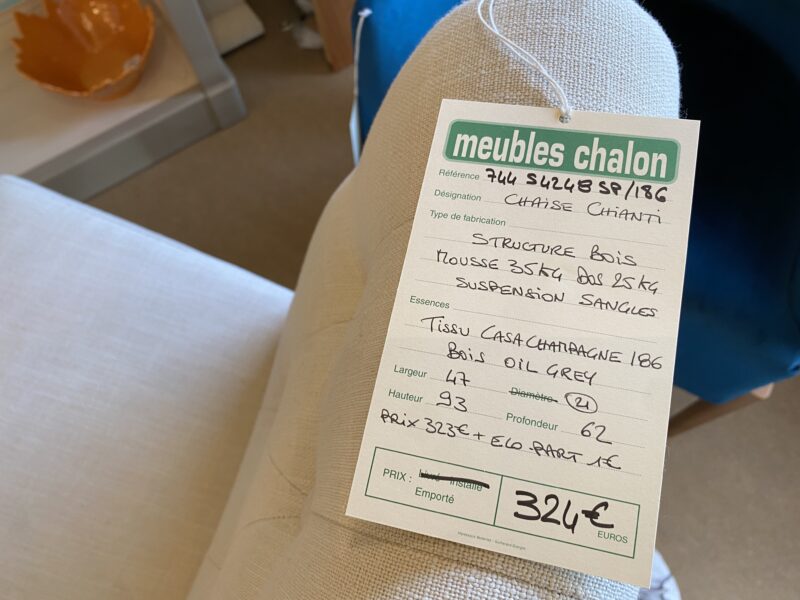 meubles chalon
Référence 744 S424B SP/186
Désignation CHAISE CHIANTI
Type de fabrication
STRUCTURE BOIS
MOUSSE 35KG DOS 25KG
SUSPENSION SANGLES
Essences
TISSU CASA CHAMPAGNE 186
BOIS OIL GREY
Largeur 47 Diamètre 21
Hauteur 93 Profondeur 62
PRIX 323€ + ECO-PART 1€
PRIX : Livré - Installé
Emporté
324€
EUROS